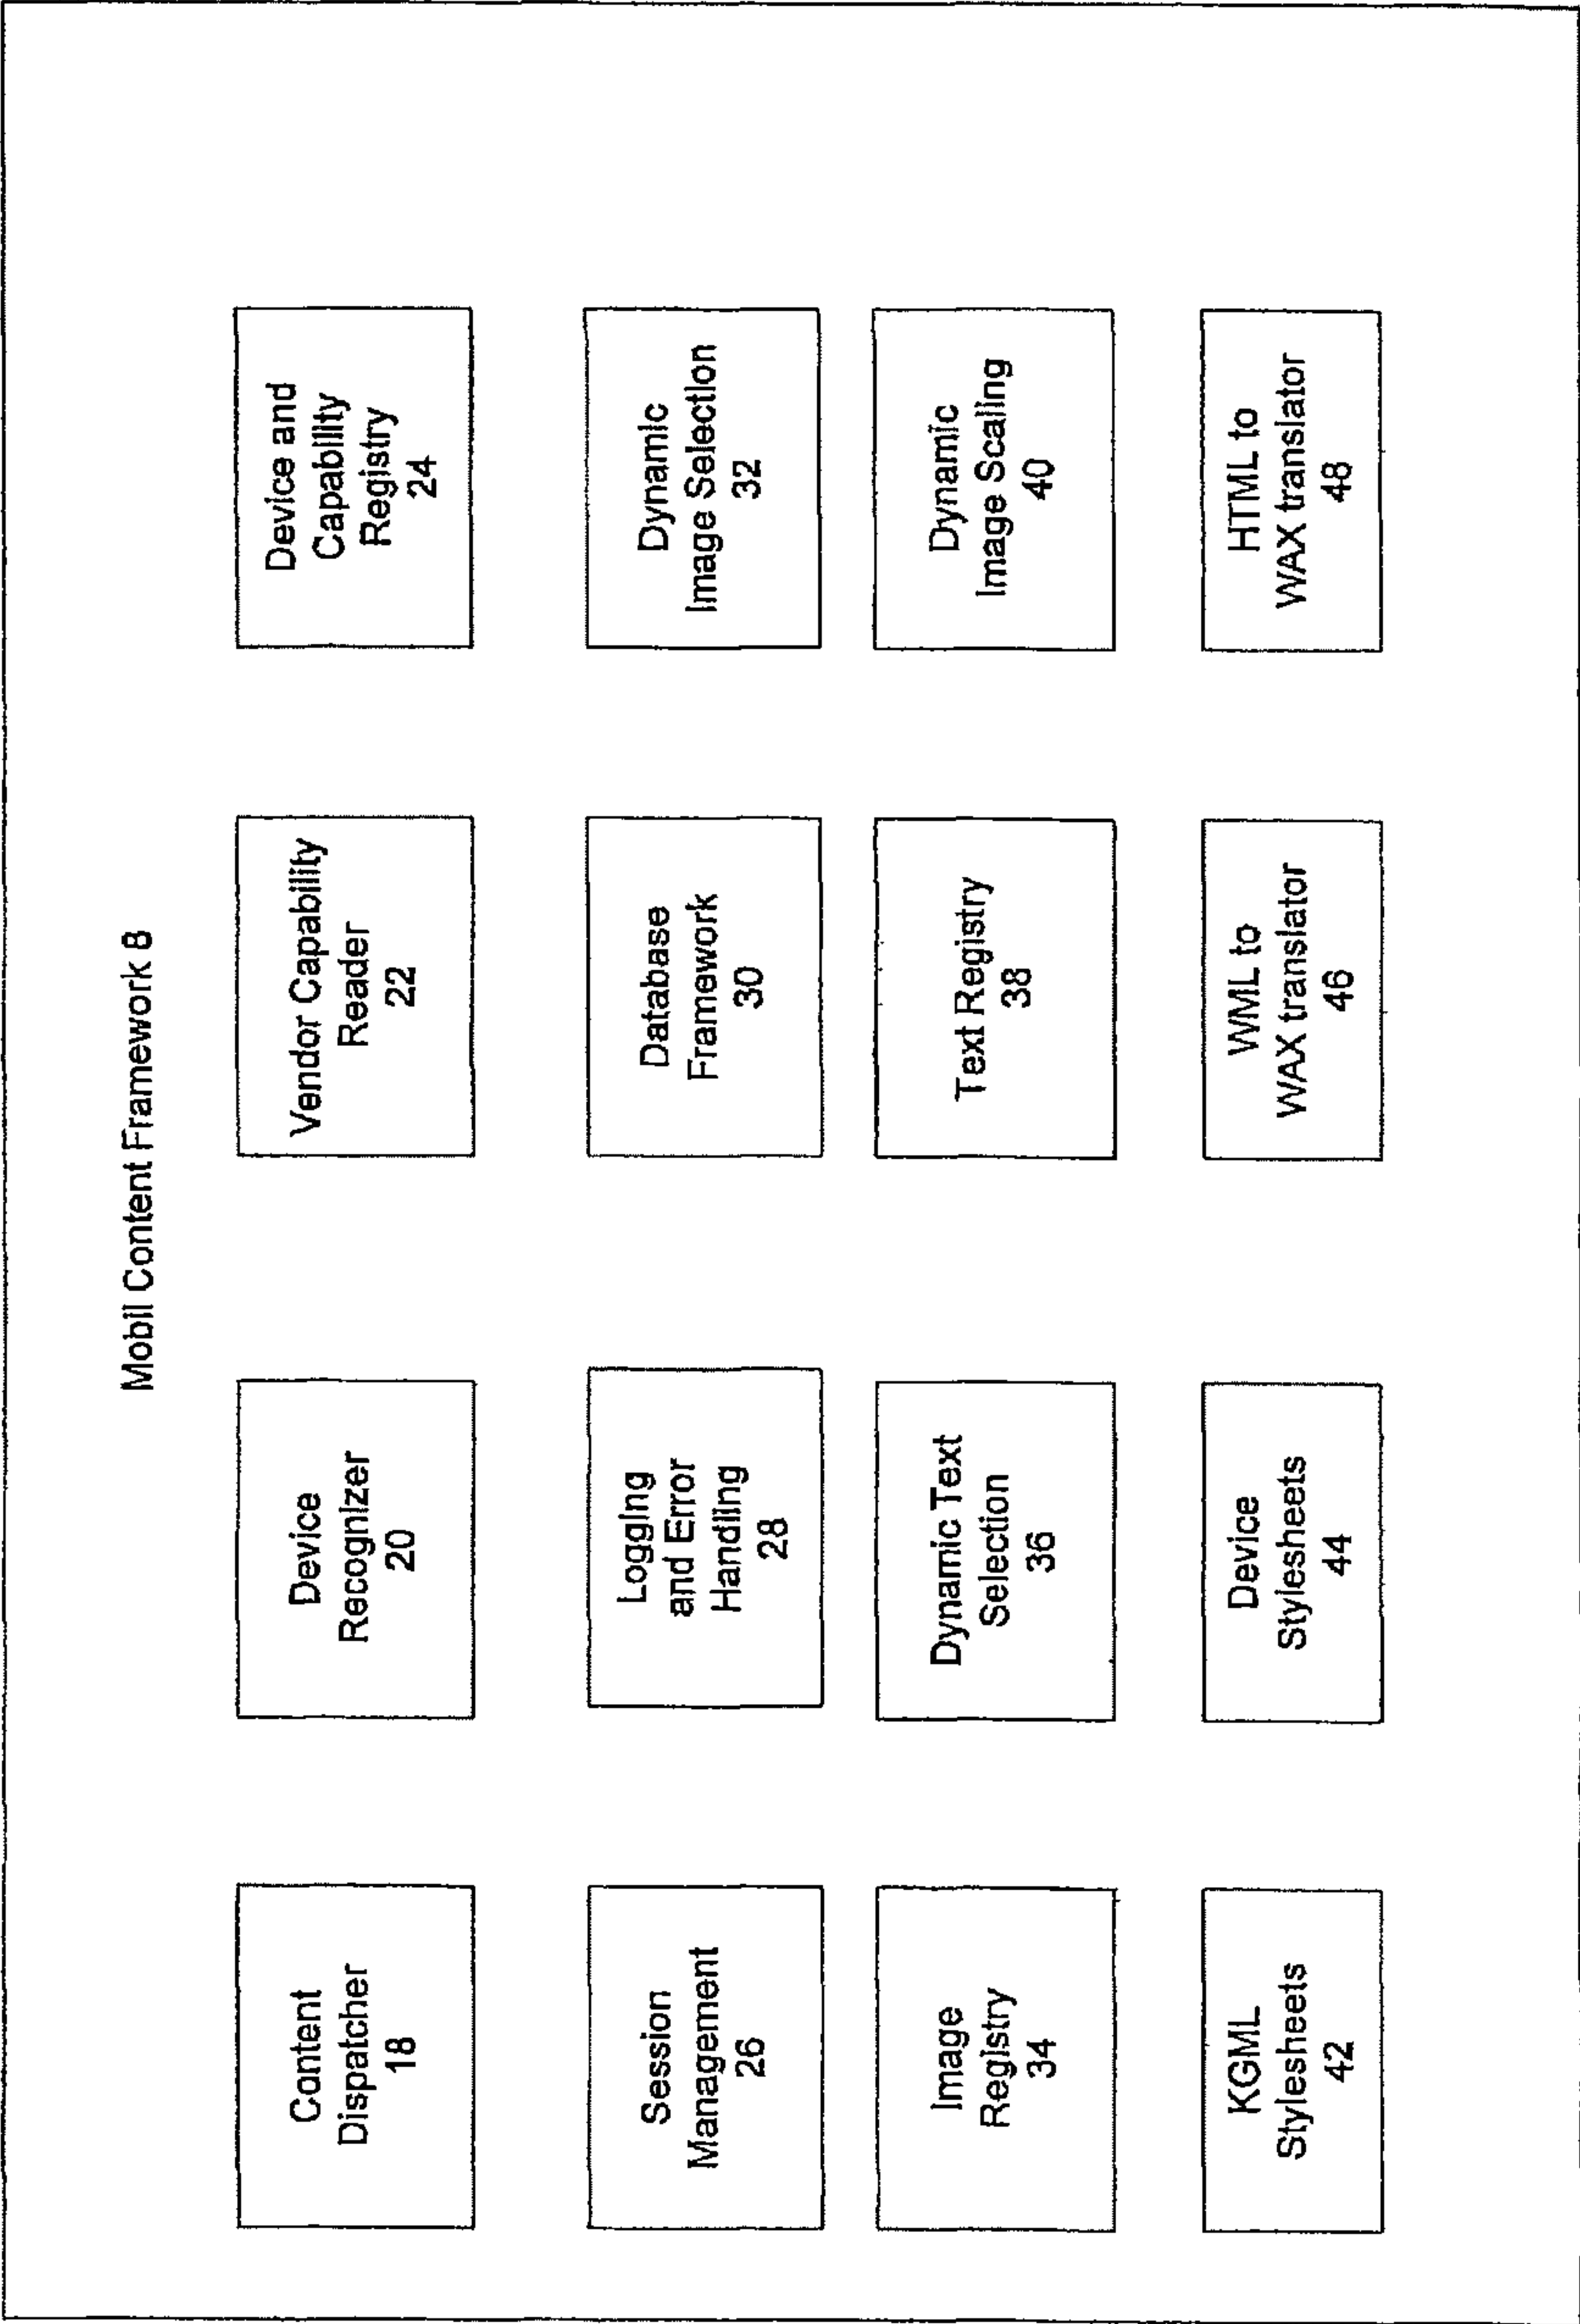 Mobil Content Framework 8
Content
Dispatcher
18
Device
Recognizer
20
Vendor Capability
Reader
22
Device and
Capability
Registry
24
Session
Management
26
Logging
and Error
Handling
28
Database
Framework
30
Dynamic
Image Selection
32
Image
Registry
34
Dynamic Text
Selection
36
Text Registry
38
Dynamic
Image Scaling
40
KGML
Stylesheets
42
Device
Stylesheets
44
WML to
WAX translator
46
HTML to
WAX translator
48